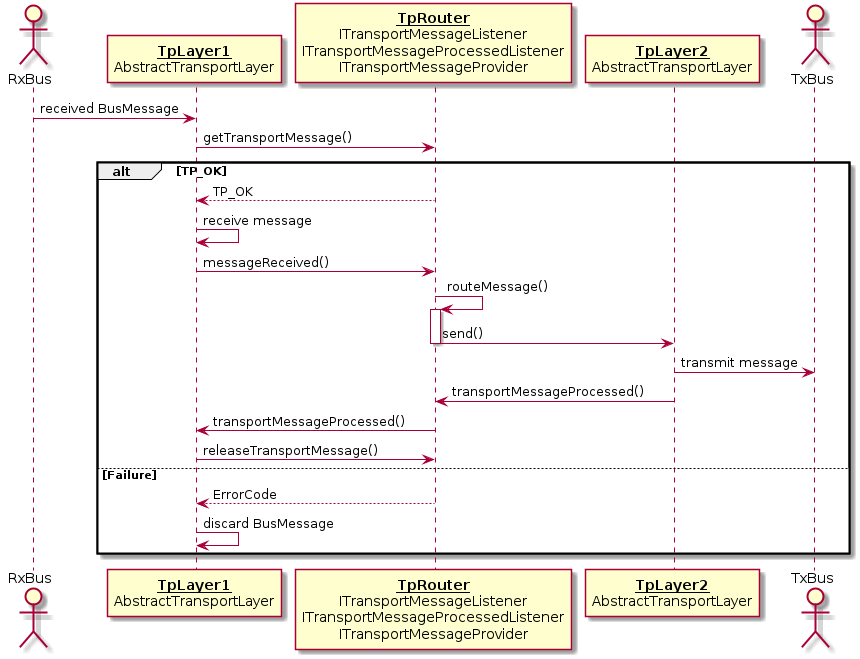 TpRouter
ITransportMessageListener
ITransportMessageProcessedListener
ITransportMessageProvider
TpLayer1
AbstractTransportLayer
TpLayer2
AbstractTransportLayer
RxBus
TxBus
received BusMessage
getTransportMessage()
alt
[TP_OK]
TP_OK
receive message
messageReceived()
routeMessage()
send()
transmit message
transportMessageProcessed()
transportMessageProcessed()
releaseTransportMessage()
[Failure]
ErrorCode
discard BusMessage
RxBus
TpLayer1
AbstractTransportLayer
TpRouter
ITransportMessageListener
ITransportMessageProcessedListener
ITransportMessageProvider
TpLayer2
AbstractTransportLayer
TxBus